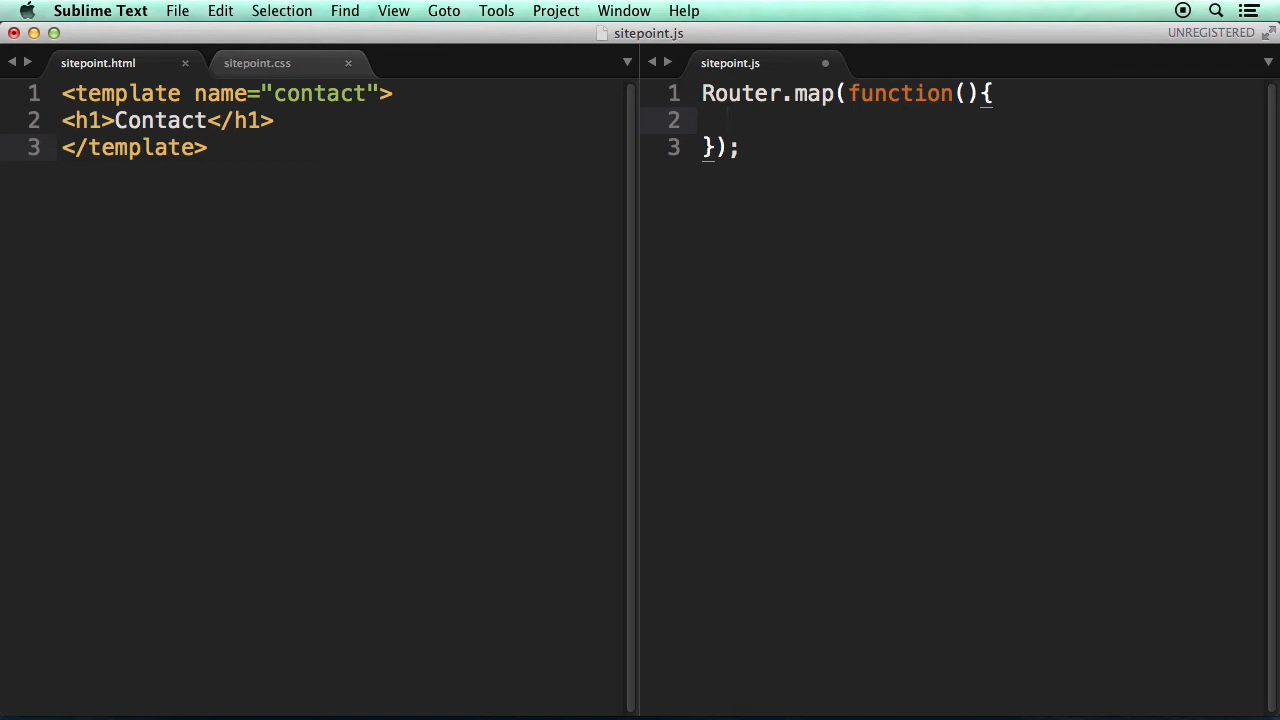 Sublime Text File Edit Selection Find View Goto Tools Project Window Help
sitepoint.js UNREGISTERED
sitepoint.html × sitepoint.css ×
1 <template name="contact">
2 <h1>Contact</h1>
3 </template>
sitepoint.js
1 Router.map(function(){
2
3 });